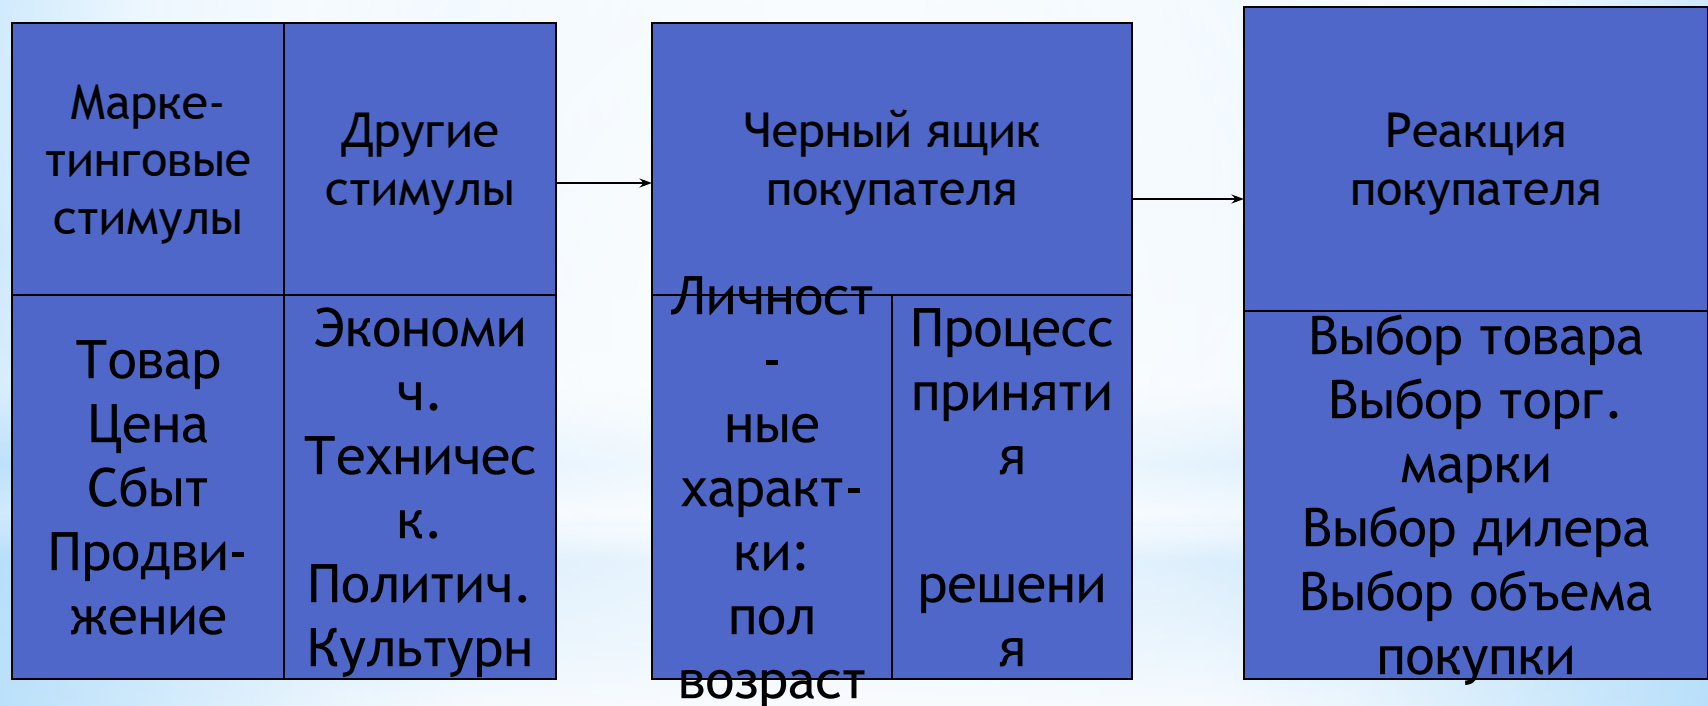 Марке-
тинговые
стимулы
Другие
стимулы
Черный ящик
покупателя
Реакция
покупателя
Товар
Цена
Сбыт
Продви-
жение
Экономи
ч.
Техничес
к.
Политич.
Культурн
Личност
-
ные
характ-
ки:
пол
возраст
Процесс
приняти
я
решени
я
Выбор товара
Выбор торг.
марки
Выбор дилера
Выбор объема
покупки